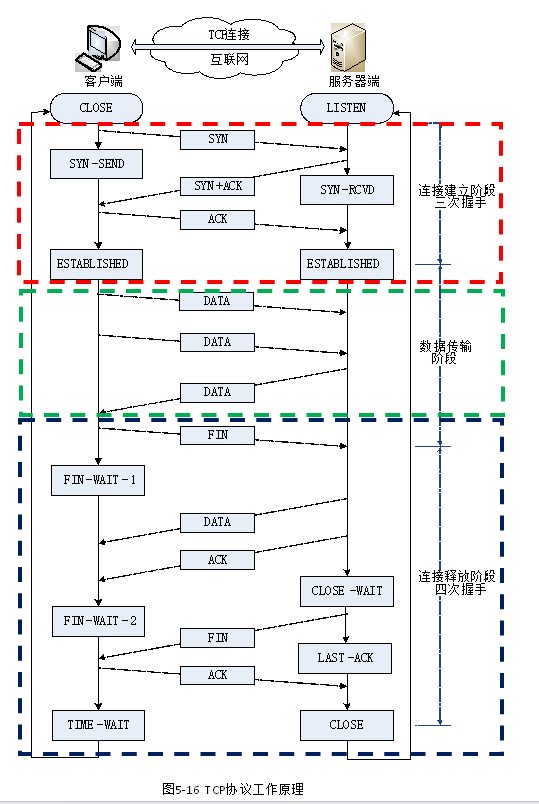 TCP连接
互联网
客户端
服务器端
CLOSE
LISTEN
SYN
SYN-SEND
SYN+ACK
SYN-RCVD
连接建立阶段
三次握手
ACK
ESTABLISHED
ESTABLISHED
DATA
DATA
数据传输
阶段
DATA
FIN
FIN-WAIT-1
DATA
ACK
连接释放阶段
四次握手
CLOSE-WAIT
FIN-WAIT-2
FIN
LAST-ACK
ACK
TIME-WAIT
CLOSE
图5-16 TCP协议工作原理